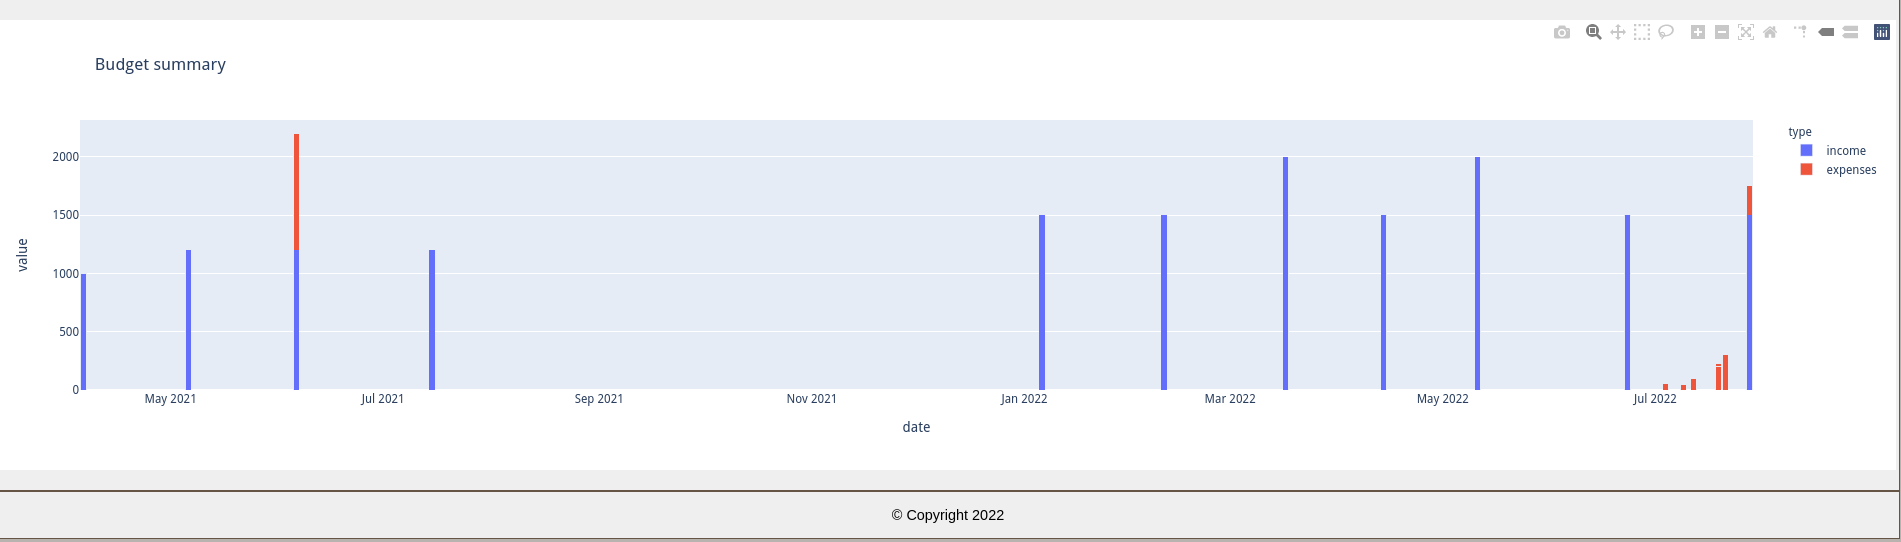 Budget summary
type
income
expenses
value
2000
1500
1000
500
0
May 2021
Jul 2021
Sep 2021
Nov 2021
Jan 2022
Mar 2022
May 2022
Jul 2022
date
© Copyright 2022